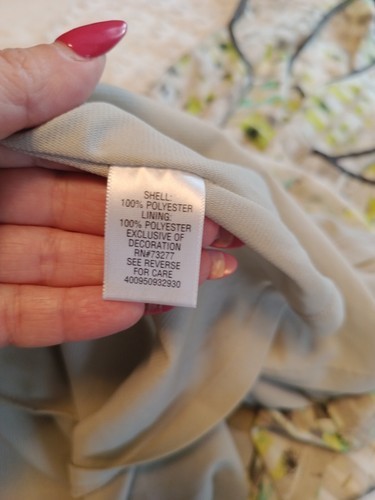 SHELL:
100% POLYESTER
LINING:
100% POLYESTER
EXCLUSIVE OF
DECORATION
RN#73277
SEE REVERSE
FOR CARE
400950932930